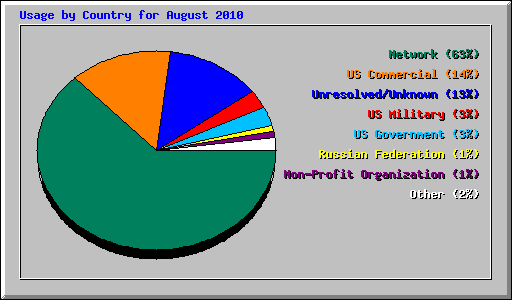 Usage by Country for August 2010
Network (63%)
US Commercial (14%)
Unresolved/Unknown (13%)
US Military (3%)
US Government (3%)
Russian Federation (1%)
Non-Profit Organization (1%)
Other (2%)